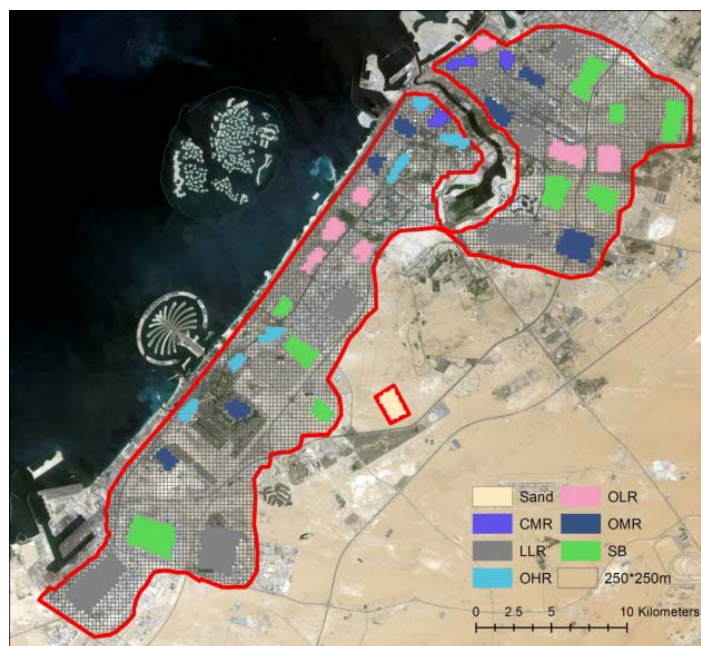 Sand OLR
CMR OMR
LLR SB
OHR 250*250m
0 2.5 5 10 Kilometers